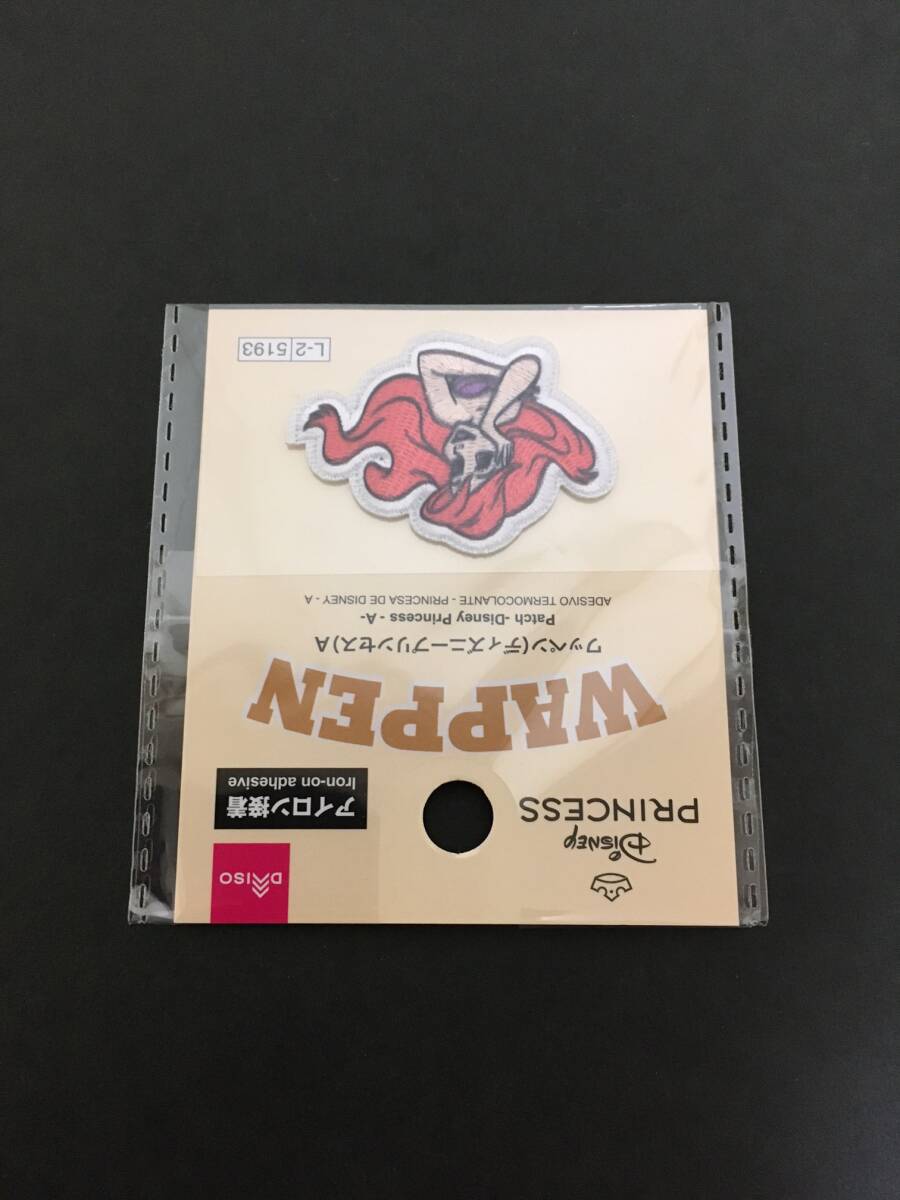 DISNEY
PRINCESS
DAISO
アイロン接着
Iron-on adhesive
WAPPEN
ワッペン(ディズニープリンセス)A
Patch -Disney Princess - A-
ADESIVO TERMOCOLANTE - PRINCESA DE DISNEY - A
L-2 5193